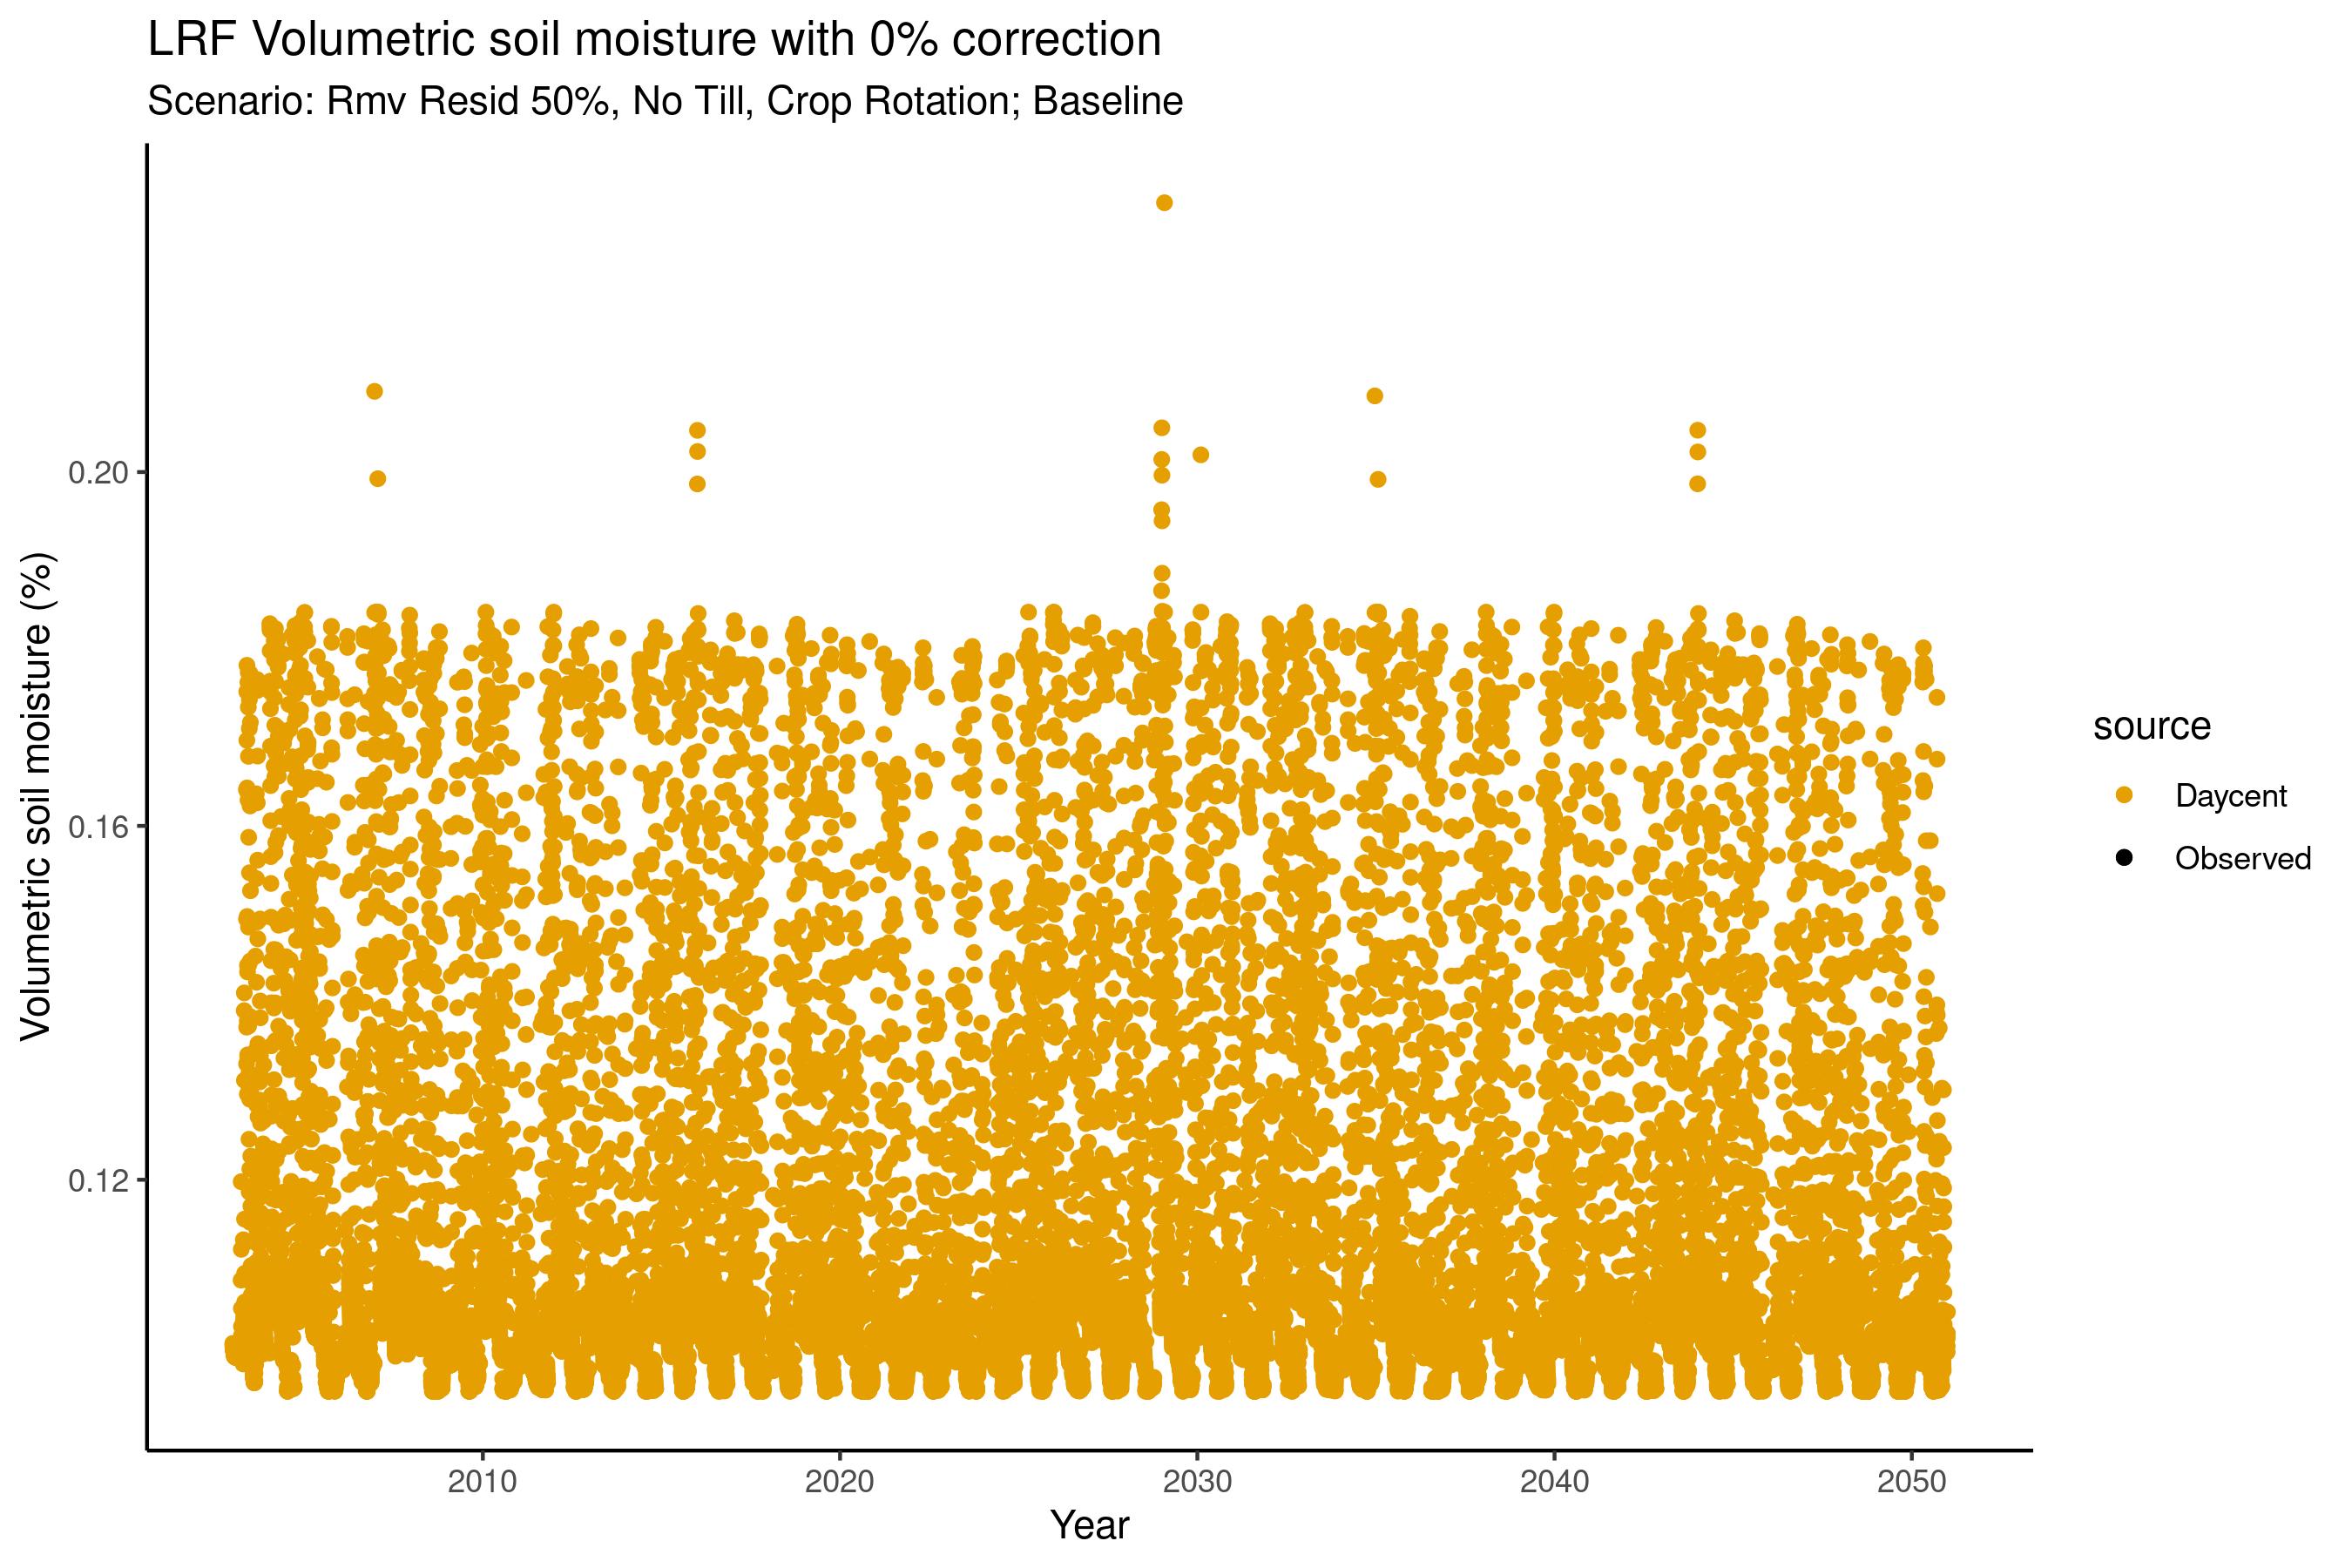 LRF Volumetric soil moisture with 0% correction
Scenario: Rmv Resid 50%, No Till, Crop Rotation; Baseline
Volumetric soil moisture (%)
0.20
0.16
0.12
2010
2020
2030
2040
2050
Year
source
Daycent
Observed